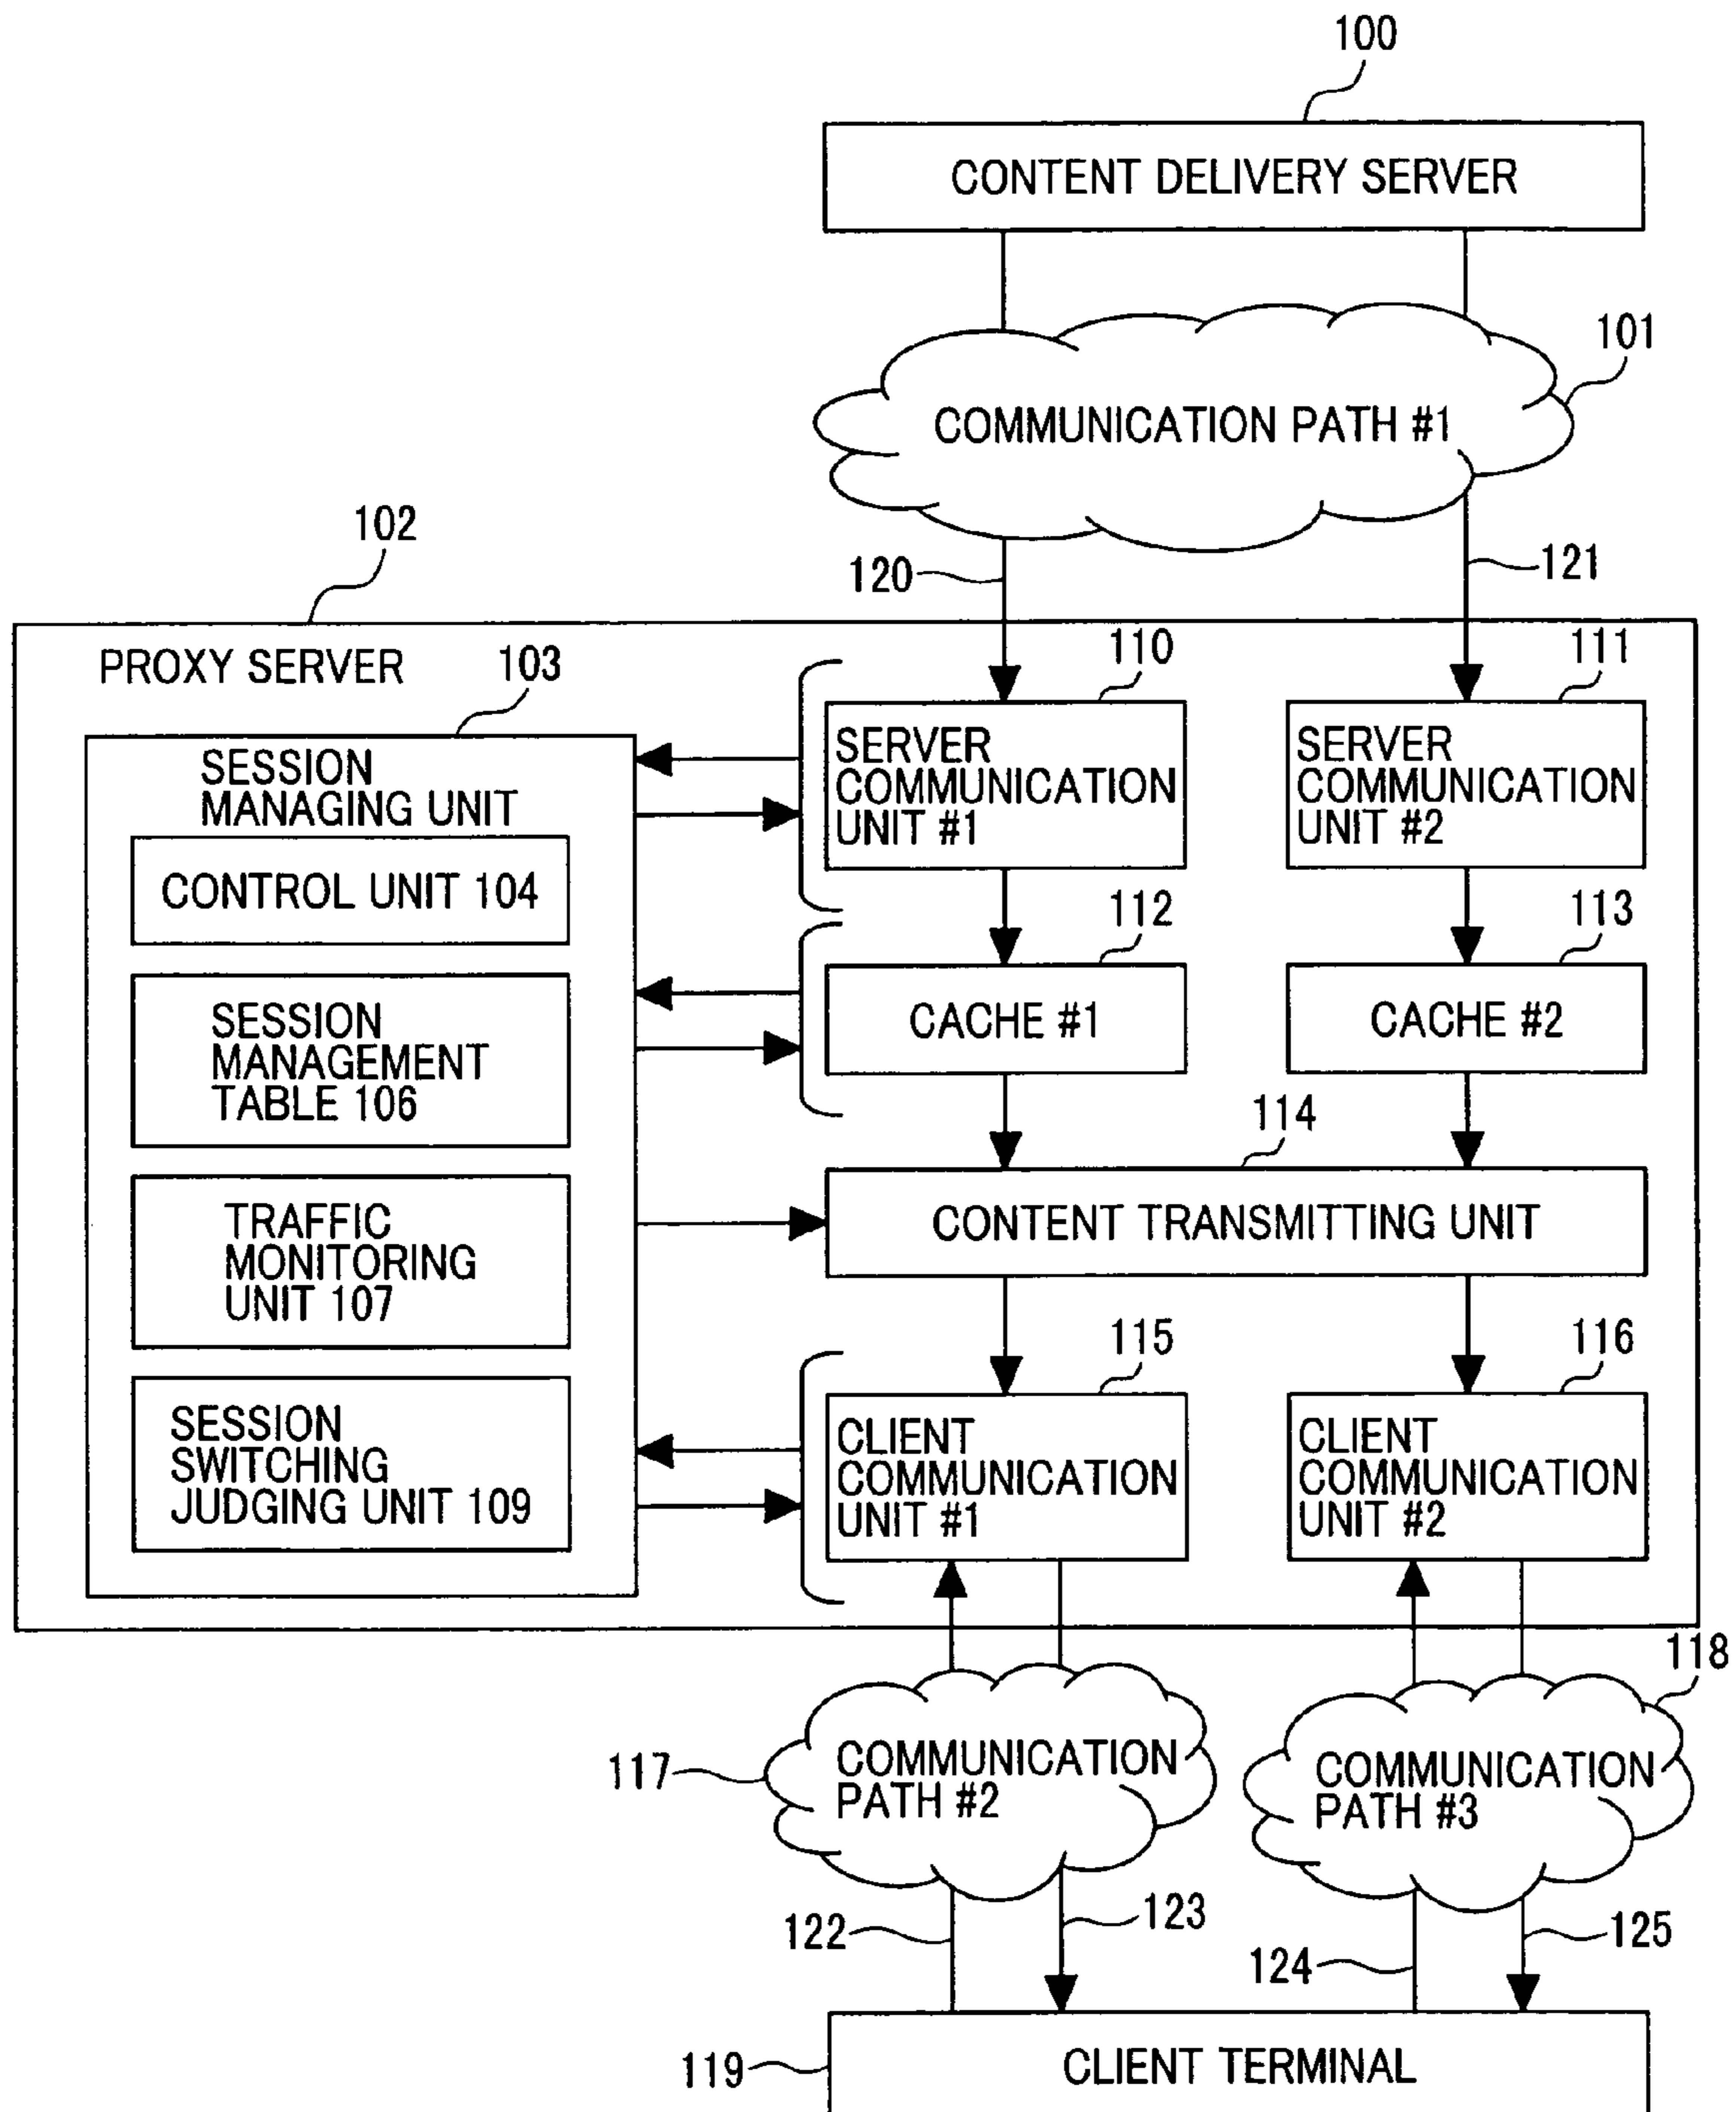 100
CONTENT DELIVERY SERVER
101
COMMUNICATION PATH #1
102
120
121
PROXY SERVER
103
110
111
SESSION
MANAGING UNIT
SERVER
COMMUNICATION
UNIT #1
SERVER
COMMUNICATION
UNIT #2
CONTROL UNIT 104
112
113
SESSION
MANAGEMENT
TABLE 106
CACHE #1
CACHE #2
114
TRAFFIC
MONITORING
UNIT 107
CONTENT TRANSMITTING UNIT
115
116
SESSION
SWITCHING
JUDGING UNIT 109
CLIENT
COMMUNICATION
UNIT #1
CLIENT
COMMUNICATION
UNIT #2
118
117
COMMUNICATION
PATH #2
COMMUNICATION
PATH #3
122
123
124
125
119
CLIENT TERMINAL